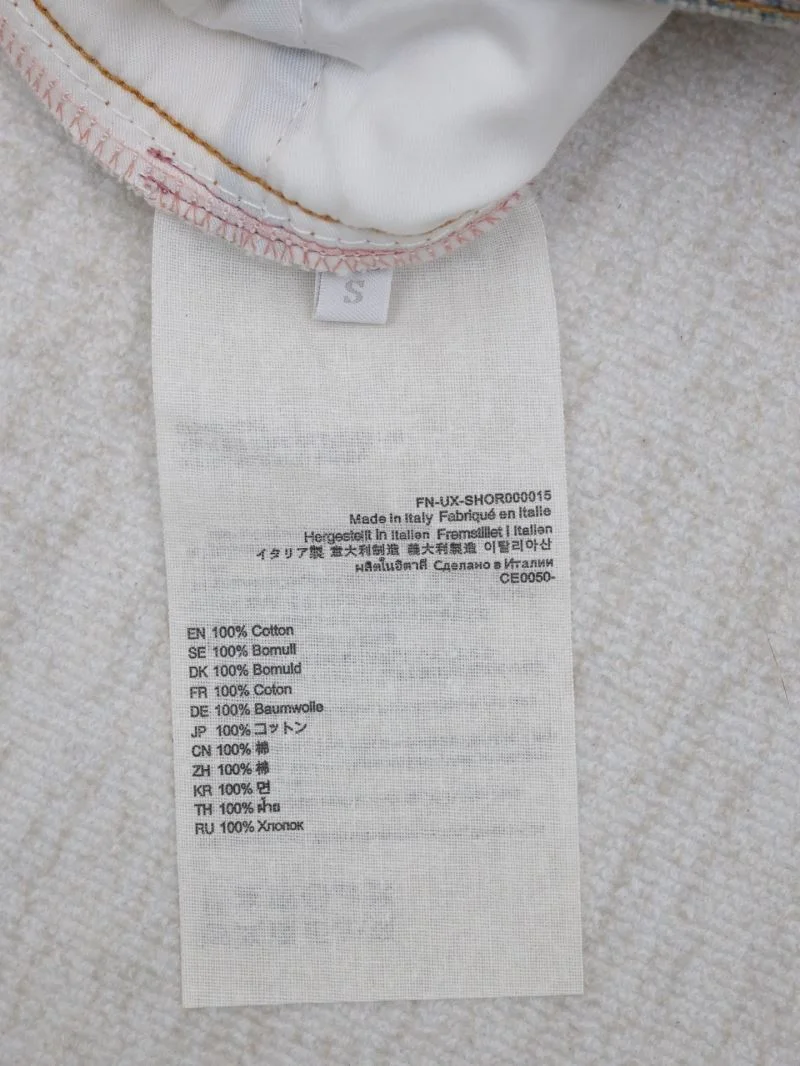 S
FN-UX-SHOR000015
Made in Italy Fabriqué en Italie
Hergestellt in Italien Fremstillet i Italien
イタリア製 意大利制造 義大利製造 이탈리아산
ผลิตในอิตาลี Сделано в Италии
CE0050-
EN 100% Cotton
SE 100% Bomull
DK 100% Bomuld
FR 100% Coton
DE 100% Baumwolle
JP 100% コットン
CN 100% 棉
ZH 100% 棉
KR 100% 면
TH 100% ฝ้าย
RU 100% Хлопок